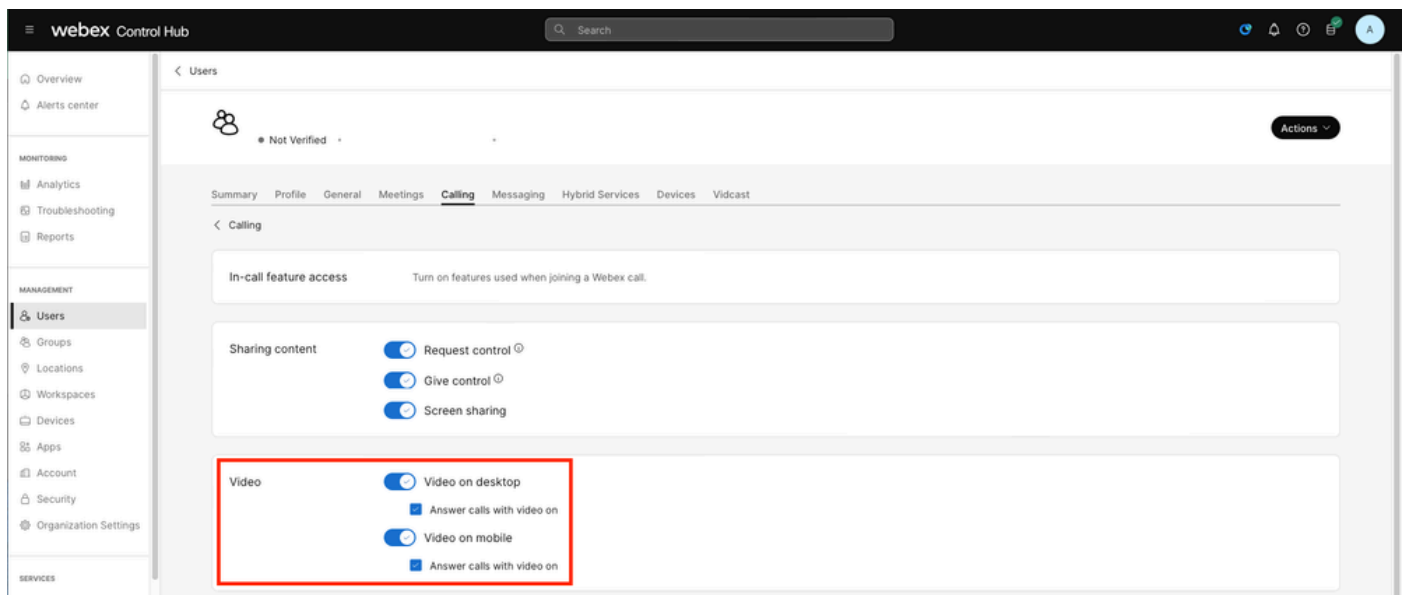 webex Control Hub
Search
A
Overview
Alerts center
MONITORING
Analytics
Troubleshooting
Reports
MANAGEMENT
Users
Groups
Locations
Workspaces
Devices
Apps
Account
Security
Organization Settings
SERVICES
Users
Not Verified
Actions
Summary Profile General Meetings Calling Messaging Hybrid Services Devices Vidcast
Calling
In-call feature access Turn on features used when joining a Webex call.
Sharing content Request control
Give control
Screen sharing
Video Video on desktop
Answer calls with video on
Video on mobile
Answer calls with video on